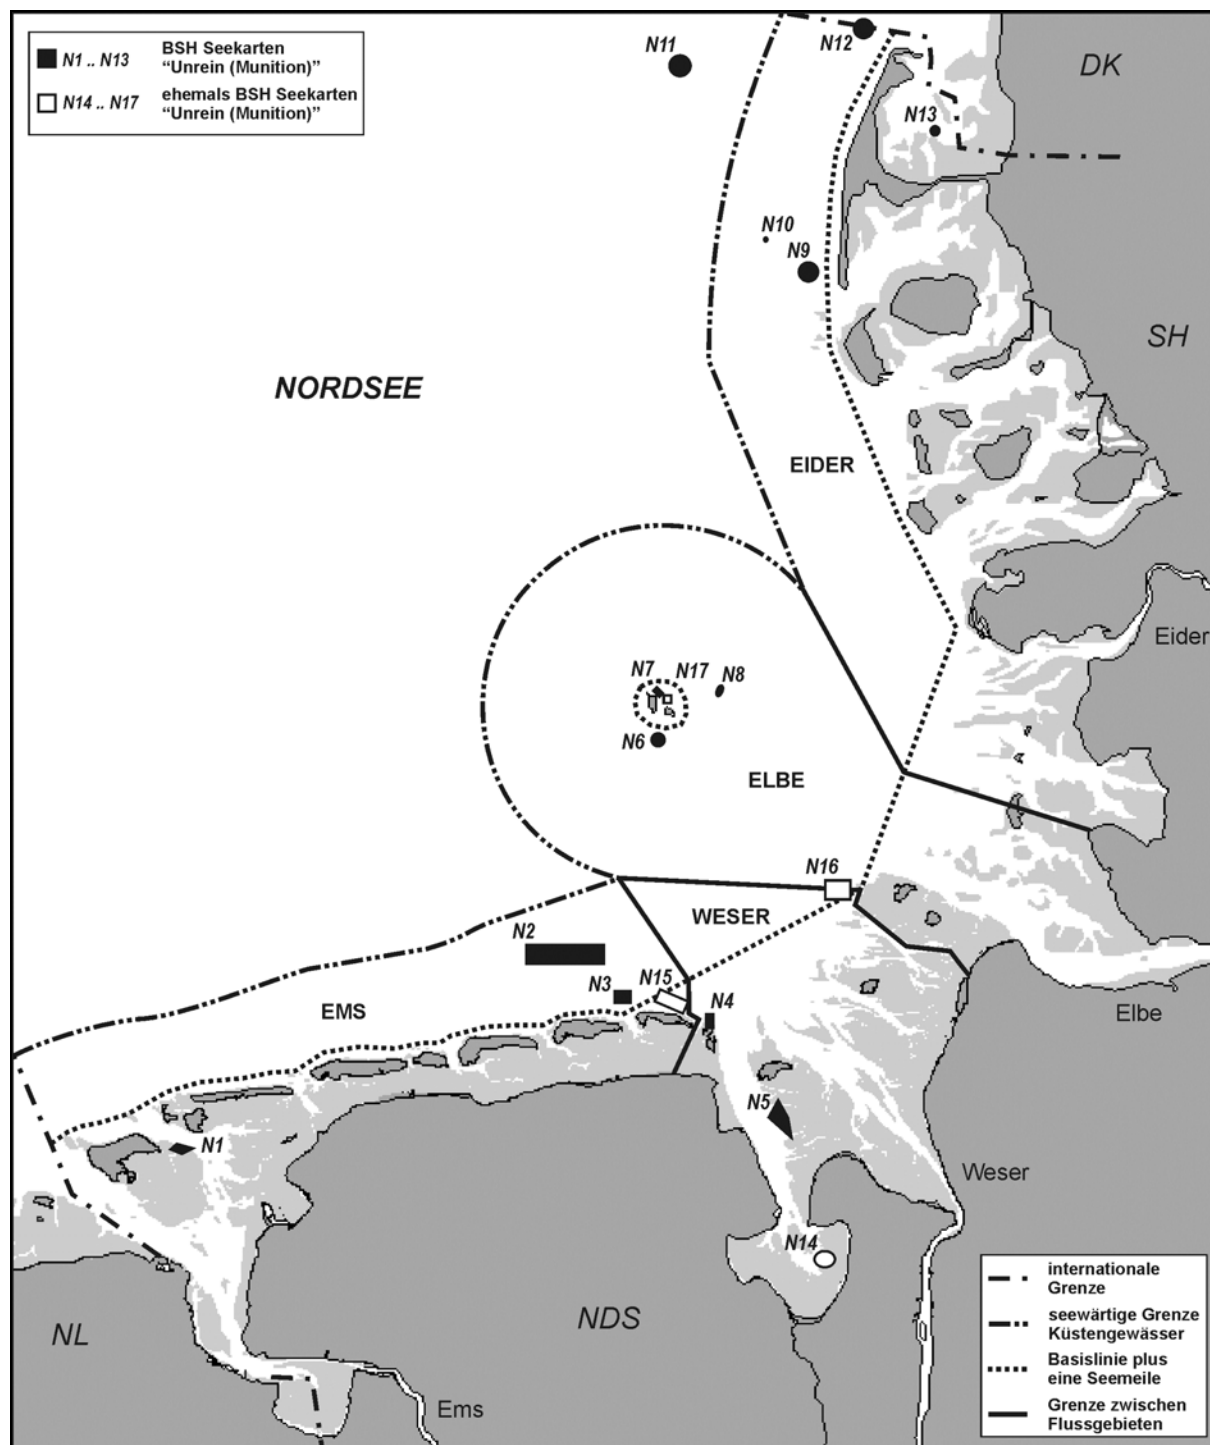 N1 .. N13 BSH Seekarten
“Unrein (Munition)”
N14 .. N17 ehemals BSH Seekarten
“Unrein (Munition)”
N11
N12
DK
N13
N10
N9
SH
NORDSEE
EIDER
Eider
N7
N17
N8
N6
ELBE
N16
WESER
N2
N15
N3
N4
EMS
Elbe
N5
N1
Weser
N14
NL
NDS
Ems
internationale
Grenze
seewärtige Grenze
Küstengewässer
Basislinie plus
eine Seemeile
Grenze zwischen
Flussgebieten